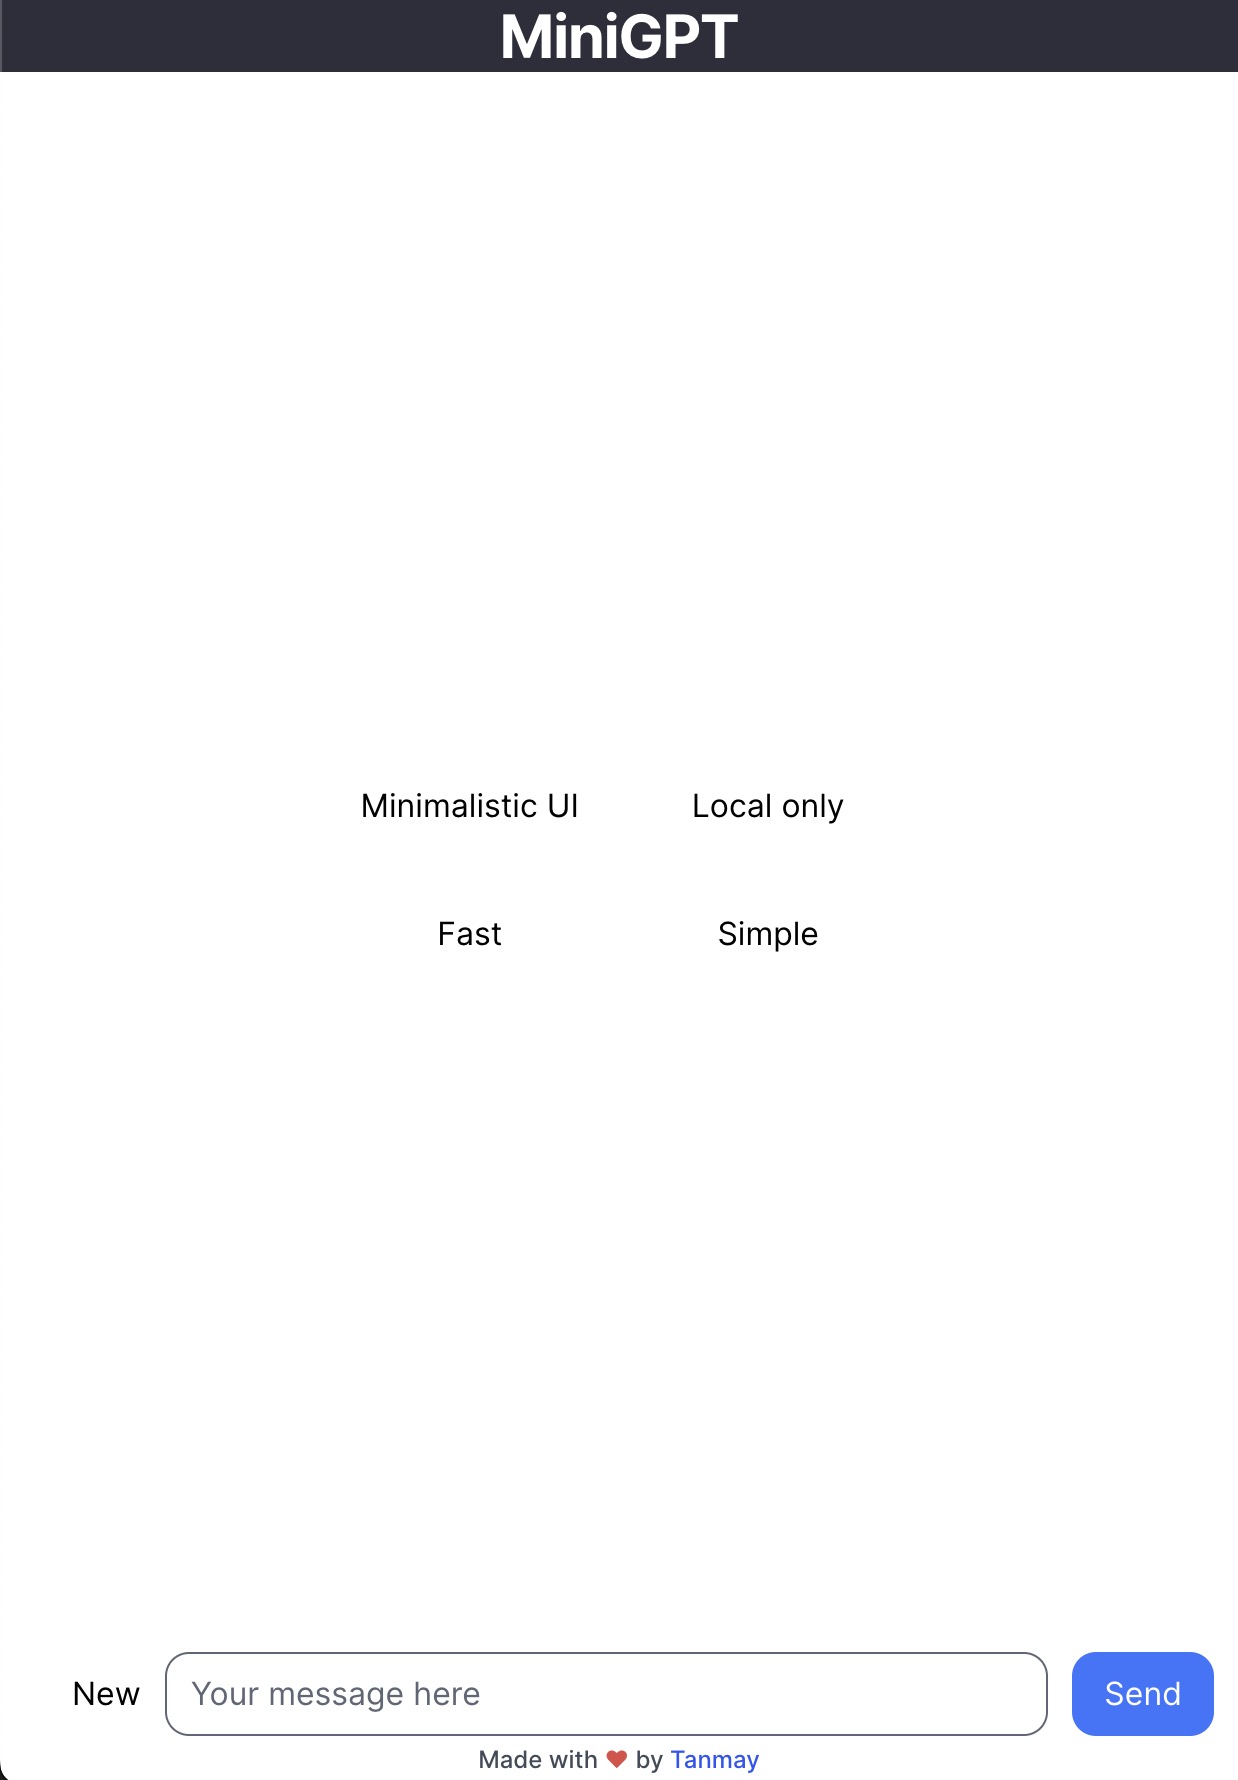 MiniGPT
Minimalistic UI Local only
Fast Simple
New Your message here Send
Made with ❤ by Tanmay